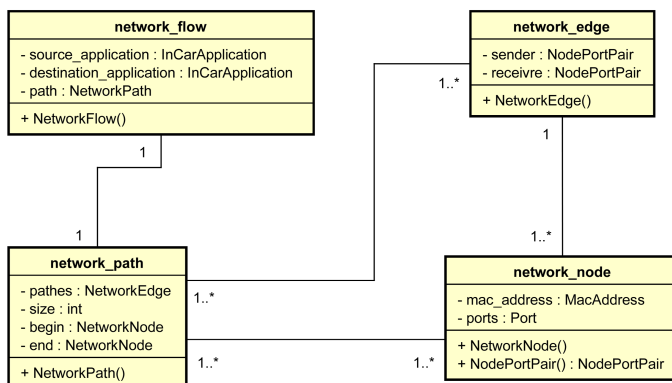 network_flow
- source_application : InCarApplication
- destination_application : InCarApplication
- path : NetworkPath
+ NetworkFlow()
network_edge
- sender : NodePortPair
- receivre : NodePortPair
+ NetworkEdge()
1..*
1
1
1
1..*
network_path
- pathes : NetworkEdge
- size : int
- begin : NetworkNode
- end : NetworkNode
+ NetworkPath()
1..*
1..*
1..*
network_node
- mac_address : MacAddress
- ports : Port
+ NetworkNode()
+ NodePortPair() : NodePortPair